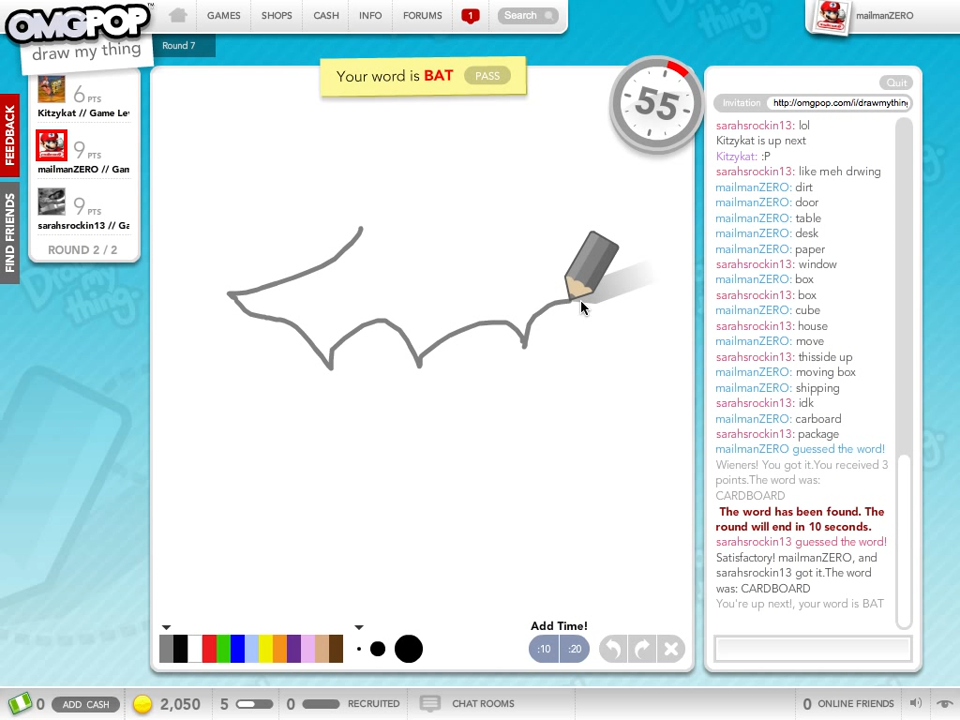 OMGPOP
draw my thing
GAMES
SHOPS
CASH
INFO
FORUMS
1
Search
mailmanZERO
Round 7
FEEDBACK
FIND FRIENDS
6 PTS
Kitzykat // Game Le
9 PTS
mailmanZERO // Gam
9 PTS
sarahsrockin13 // Ga
ROUND 2 / 2
Your word is BAT
PASS
55
Quit
Invitation
http://omgpop.com/i/drawmything
sarahsrockin13: lol
Kitzykat is up next
Kitzykat: :P
sarahsrockin13: like meh drwing
mailmanZERO: dirt
mailmanZERO: door
mailmanZERO: table
mailmanZERO: desk
mailmanZERO: paper
sarahsrockin13: window
mailmanZERO: box
sarahsrockin13: box
mailmanZERO: cube
sarahsrockin13: house
mailmanZERO: move
sarahsrockin13: thisside up
mailmanZERO: moving box
mailmanZERO: shipping
sarahsrockin13: idk
mailmanZERO: carboard
sarahsrockin13: package
mailmanZERO guessed the word!
Wieners! You got it.You received 3
points.The word was:
CARDBOARD
The word has been found. The
round will end in 10 seconds.
sarahsrockin13 guessed the word!
Satisfactory! mailmanZERO, and
sarahsrockin13 got it.The word
was: CARDBOARD
You're up next!, your word is BAT
Add Time!
:10
:20
0
ADD CASH
2,050
5
0
RECRUITED
CHAT ROOMS
0 ONLINE FRIENDS